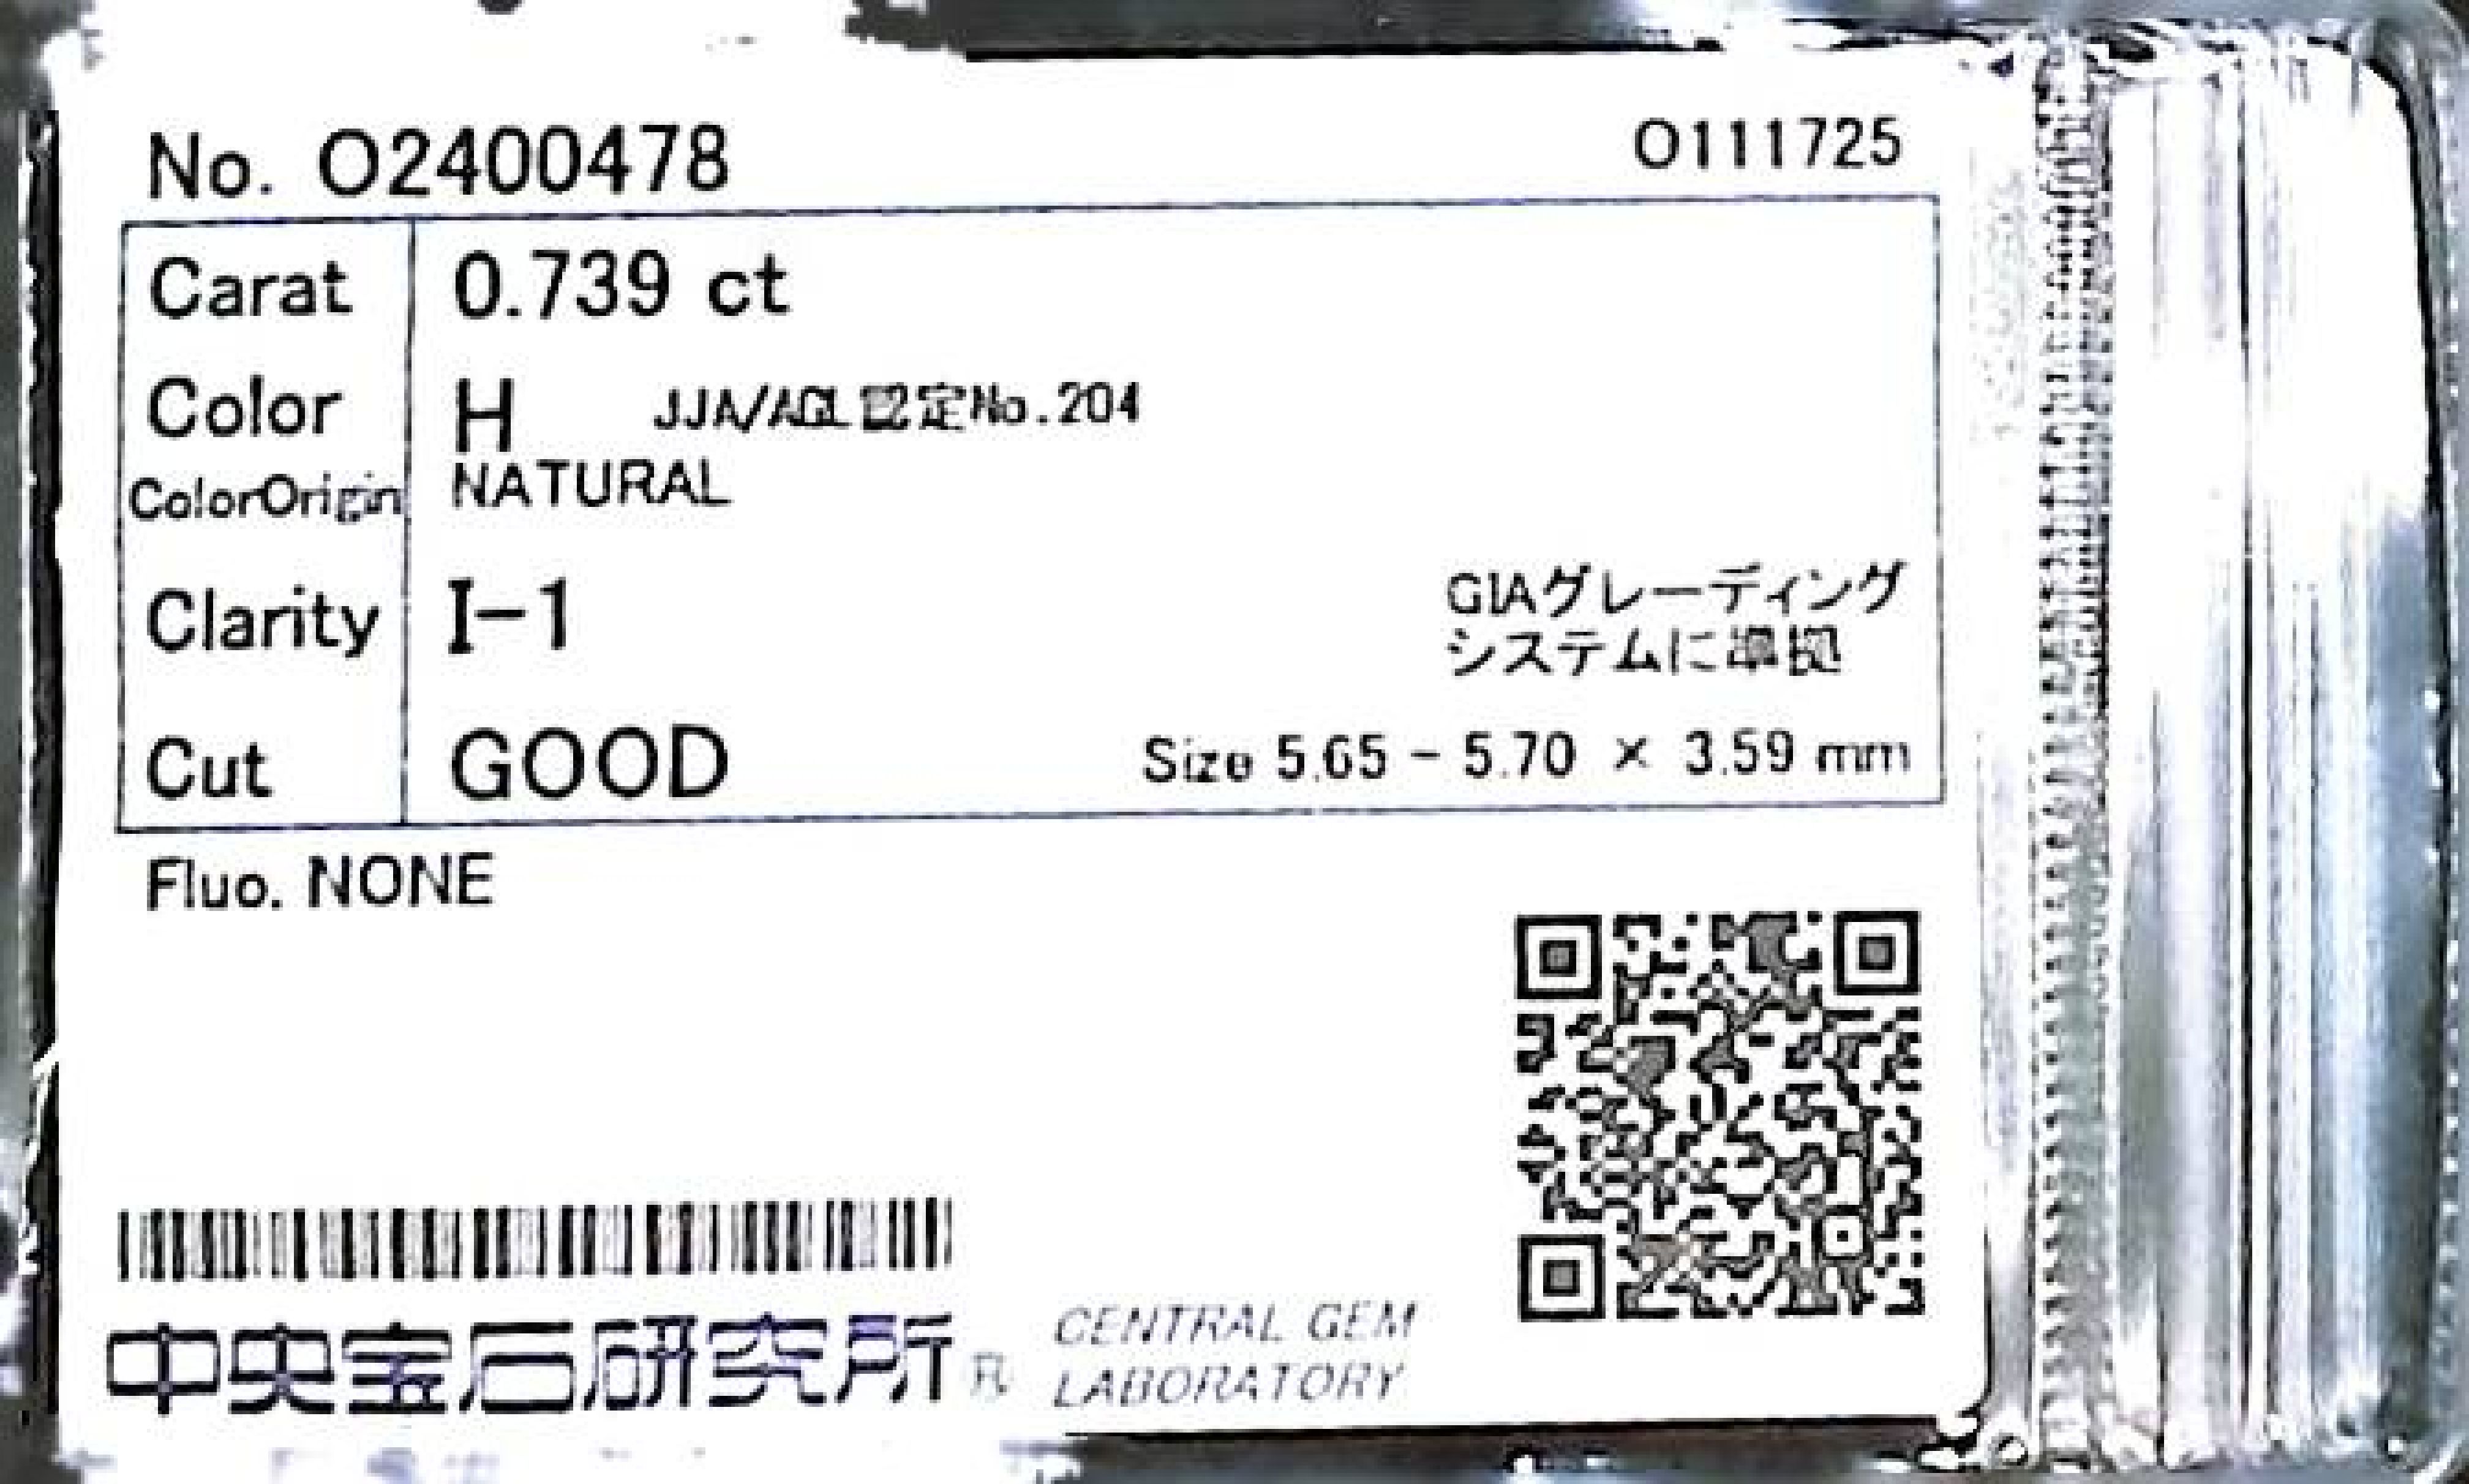 No. O2400478 O111725
Carat 0.739 ct
Color H JJA/AGL認定No.204
ColorOrigin NATURAL
Clarity I-1
GIAグレーディング
システムに準拠
Cut GOOD Size 5.65 - 5.70 × 3.59 mm
Fluo. NONE
中央宝石研究所® CENTRAL GEM
LABORATORY